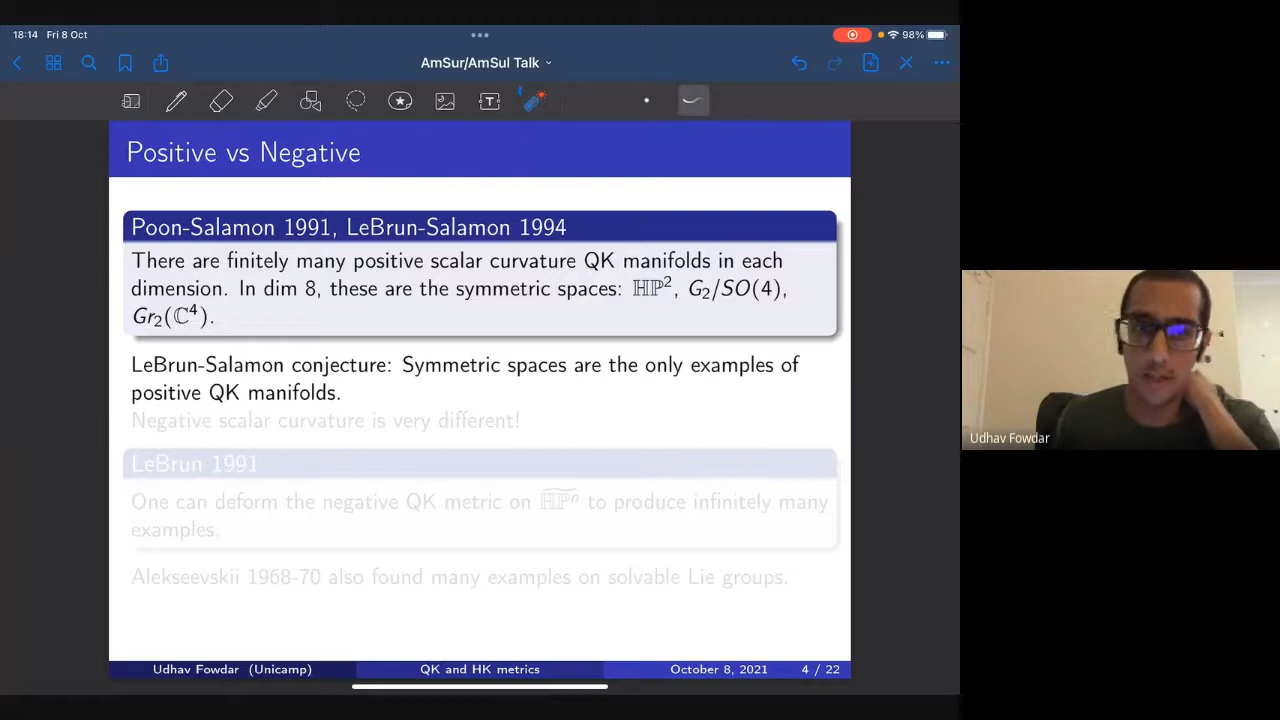 18:14 Fri 8 Oct
98%
AmSur/AmSul Talk
T
Positive vs Negative
Poon-Salamon 1991, LeBrun-Salamon 1994
There are finitely many positive scalar curvature QK manifolds in each
dimension. In dim 8, these are the symmetric spaces: ℍℙ², G₂/SO(4),
Gr₂(ℂ⁴).
LeBrun-Salamon conjecture: Symmetric spaces are the only examples of
positive QK manifolds.
Negative scalar curvature is very different!
LeBrun 1991
One can deform the negative QK metric on \widetilde{ℍℙⁿ} to produce infinitely many
examples.
Alekseevskii 1968-70 also found many examples on solvable Lie groups.
Udhav Fowdar (Unicamp) QK and HK metrics October 8, 2021 4 / 22
Udhav Fowdar